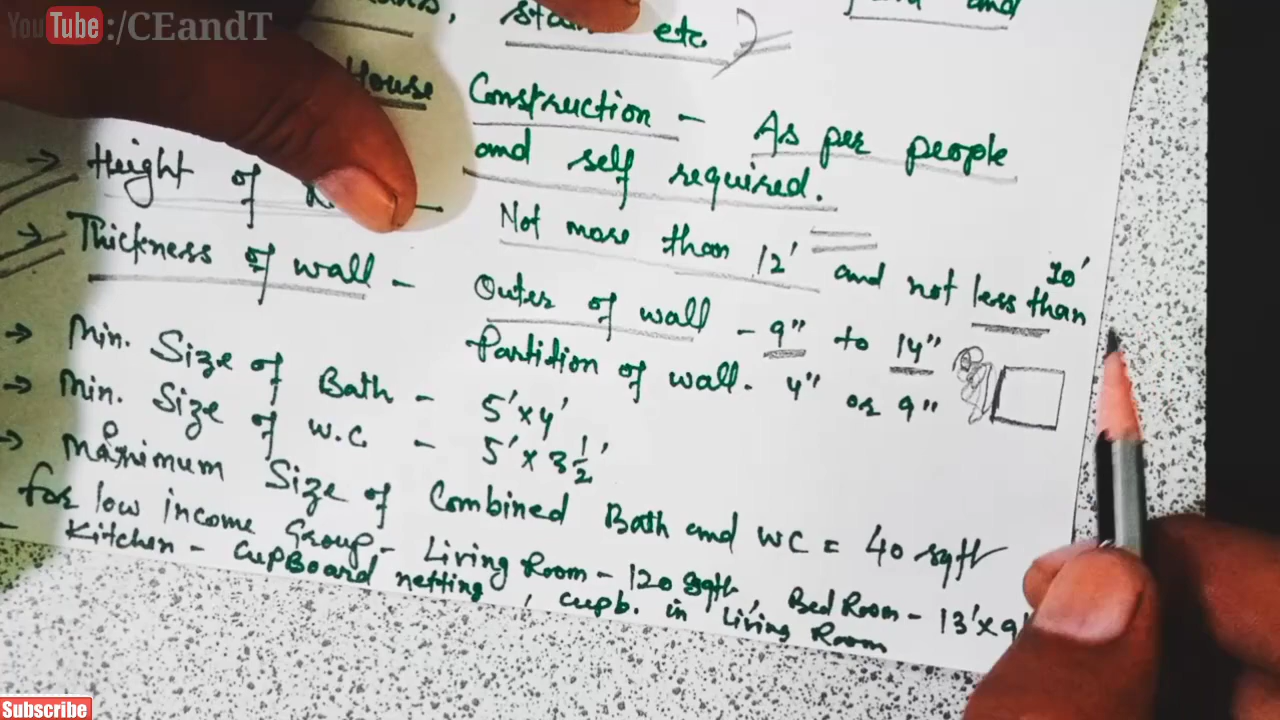 YouTube:/CEandT
etc.
and
House Construction - As per people
and self required.
→ Height of - Not more than 12' and not less than 10'
→ Thickness of wall - Outer of wall - 9" to 14"
Partition of wall. 4" or 9"
→ Min. Size of Bath - 5'x4'
→ Min. Size of W.C. - 5' x 3 1/2'
→ Size of Combined Bath and WC = 40 sqft
for low income Group - Living Room - 120 sqft, Bed Room - 13'x9'
Kitchen - CupBoard netting, Cupb. in Living Room
Subscribe